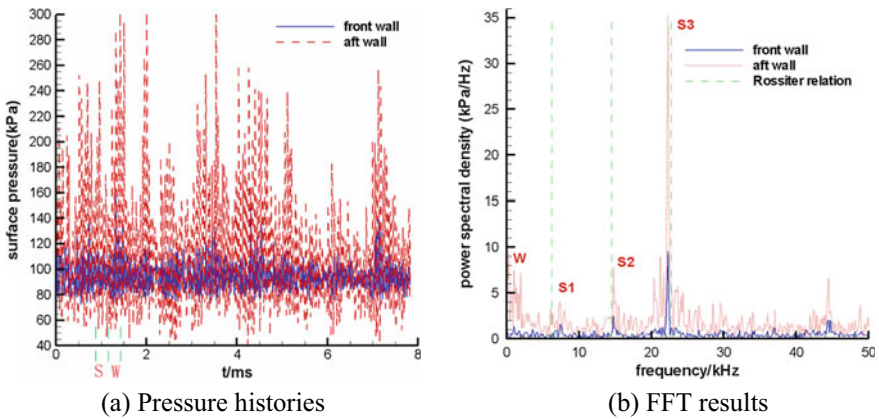 300
280
260
240
220
200
180
160
140
120
100
80
60
40
surface pressure(kPa)
front wall
aft wall
0 2 4 6 8
S W
t/ms
(a) Pressure histories
35
30
25
20
15
10
5
0
power spectral density (kPa/Hz)
S3
front wall
aft wall
Rossiter relation
W
S1
S2
0 10 20 30 40 50
frequency/kHz
(b) FFT results